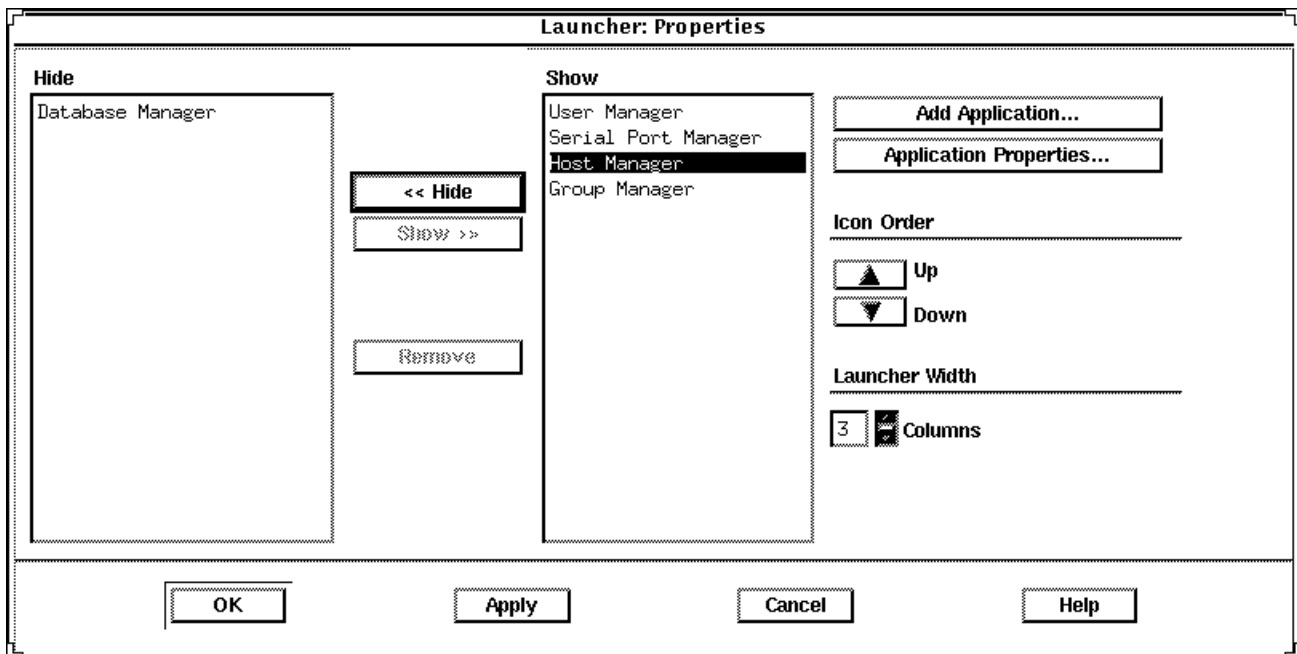 Launcher: Properties
Hide
Database Manager
<< Hide
Show >>
Remove
Show
User Manager
Serial Port Manager
Host Manager
Group Manager
Add Application...
Application Properties...
Icon Order
Up
Down
Launcher Width
3 Columns
OK
Apply
Cancel
Help